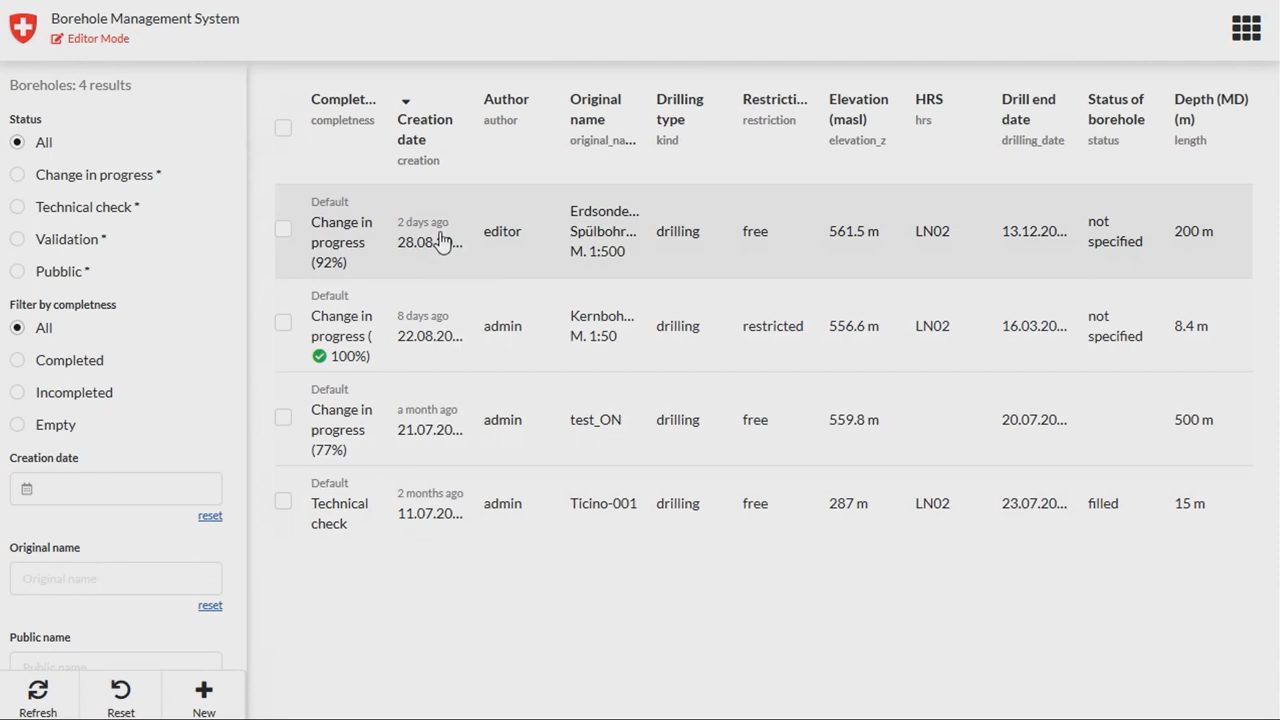 Borehole Management System
Editor Mode
Boreholes: 4 results
Status
All
Change in progress *
Technical check *
Validation *
Pubblic *
Filter by completness
All
Completed
Incompleted
Empty
Creation date
reset
Original name
Original name
reset
Public name
Public name
Refresh
Reset
New
Complet...
completness
Creation
date
creation
Author
author
Original
name
original_na...
Drilling
type
kind
Restricti...
restriction
Elevation
(masl)
elevation_z
HRS
hrs
Drill end
date
drilling_date
Status of
borehole
status
Depth (MD)
(m)
length
Default
Change in
progress
(92%)
2 days ago
28.08....
editor
Erdsonde...
Spülbohr...
M. 1:500
drilling
free
561.5 m
LN02
13.12.20...
not
specified
200 m
Default
Change in
progress (
100%)
8 days ago
22.08.20...
admin
Kernboh...
M. 1:50
drilling
restricted
556.6 m
LN02
16.03.20...
not
specified
8.4 m
Default
Change in
progress
(77%)
a month ago
21.07.20...
admin
test_ON
drilling
free
559.8 m
20.07.20...
500 m
Default
Technical
check
2 months ago
11.07.20...
admin
Ticino-001
drilling
free
287 m
LN02
23.07.20...
filled
15 m